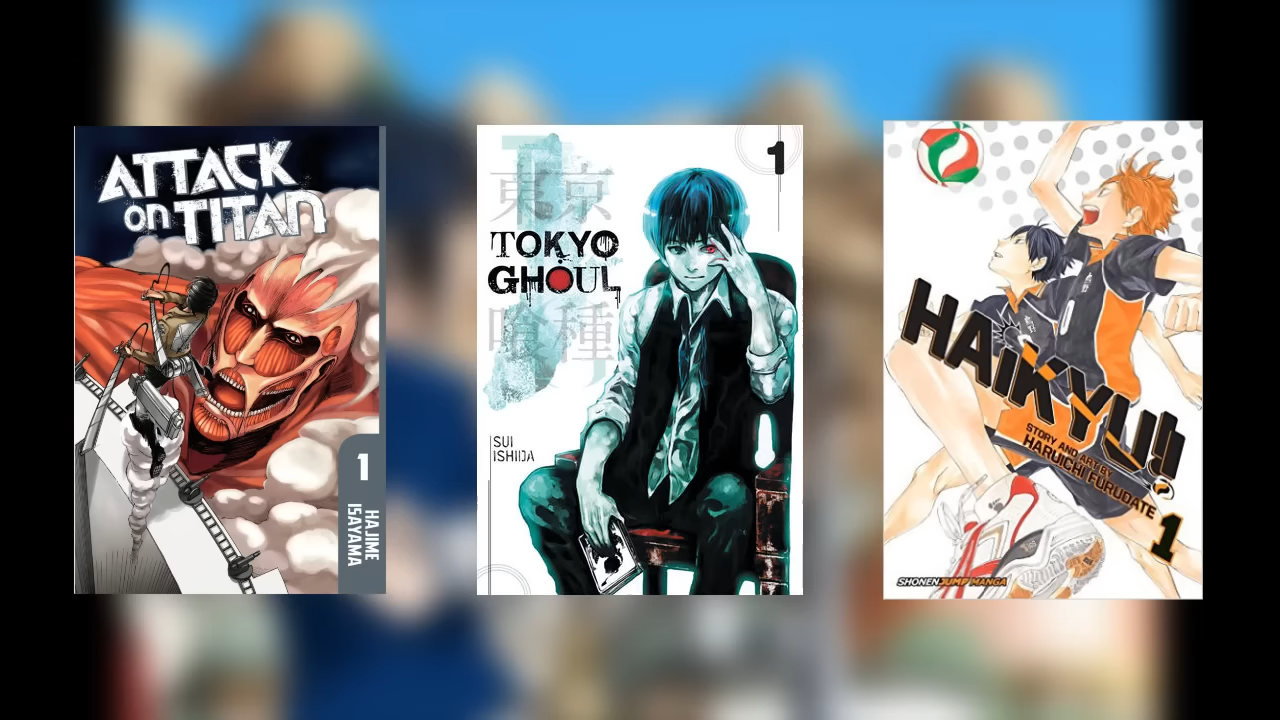 ATTACK
on TITAN
1
HAJIME
ISAYAMA
1
東京
TOKYO
GHOUL
喰種
SUI
ISHIDA
HAIKYU!!
STORY AND ART BY
HARUICHI FURUDATE
1
SHONEN JUMP MANGA